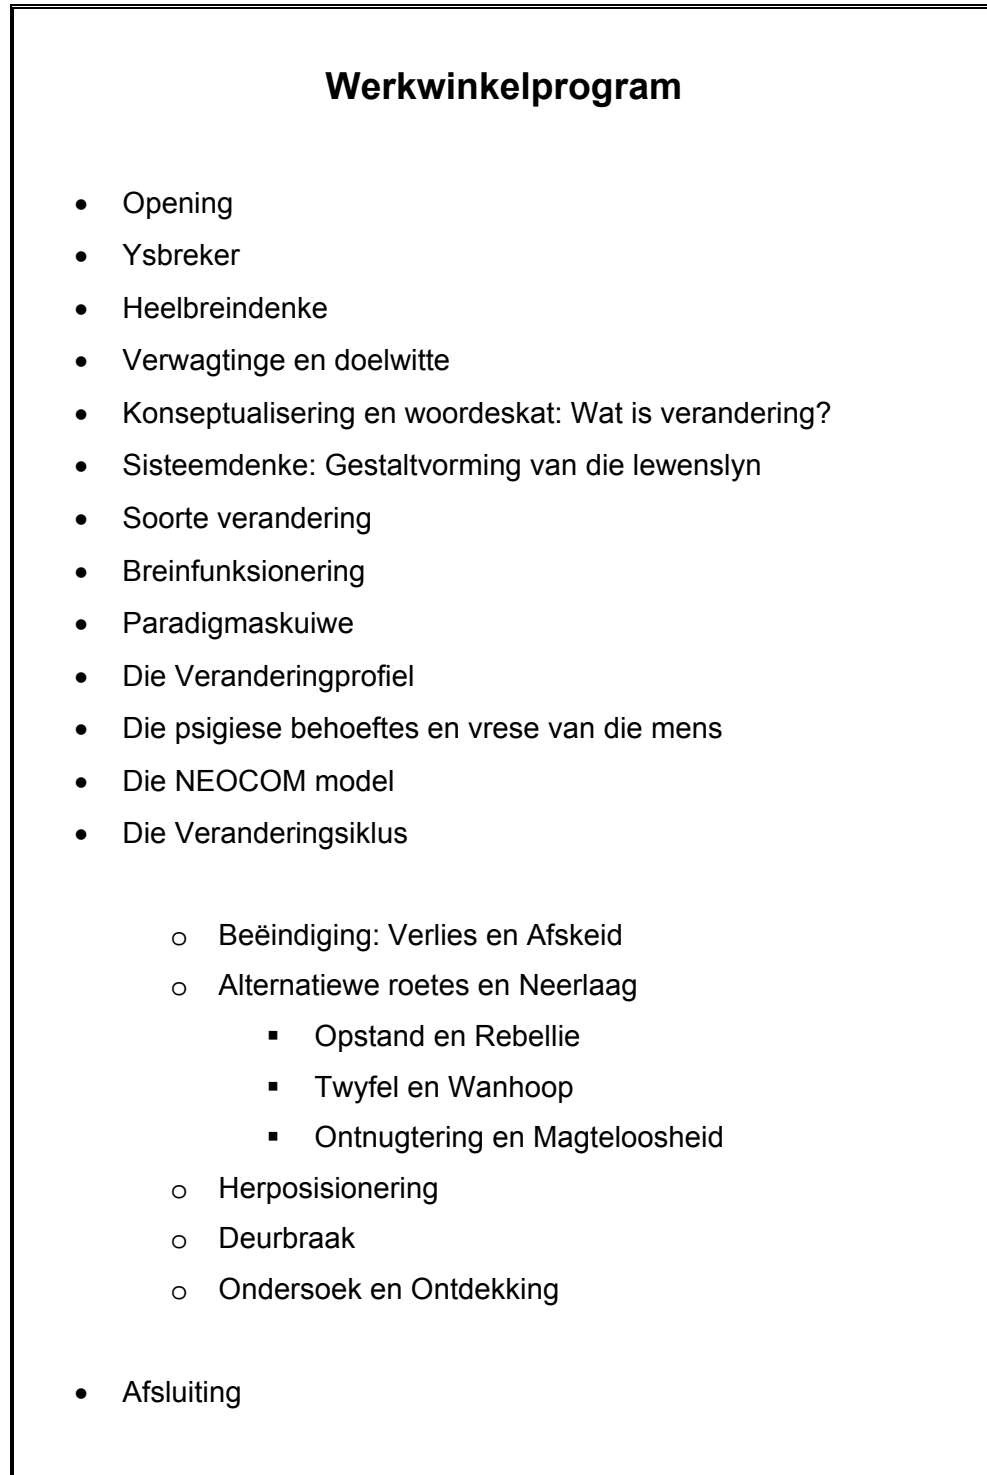 Werkwinkelprogram
• Opening
• Ysbreker
• Heelbreindenke
• Verwagtinge en doelwitte
• Konseptualisering en woordeskat: Wat is verandering?
• Sisteemdenke: Gestaltvorming van die lewenslyn
• Soorte verandering
• Breinfunksionering
• Paradigmaskuiwe
• Die Veranderingprofiel
• Die psigiese behoeftes en vrese van die mens
• Die NEOCOM model
• Die Veranderingsiklus
o Beëindiging: Verlies en Afskeid
o Alternatiewe roetes en Neerlaag
▪ Opstand en Rebellie
▪ Twyfel en Wanhoop
▪ Ontnugtering en Magteloosheid
o Herposisionering
o Deurbraak
o Ondersoek en Ontdekking
• Afsluiting